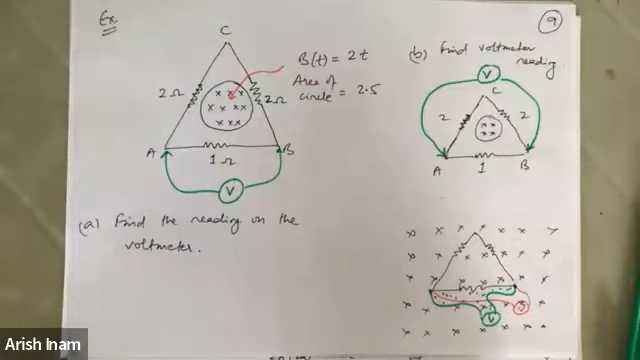 Ex.
9
C
B(t) = 2t
Area of
circle = 2.5
2Ω
2Ω
A
1Ω
B
V
(a) Find the reading on the
voltmeter.
(b) Find voltmeter
reading
V
C
2
2
A
1
B
V
V
Arish Inam